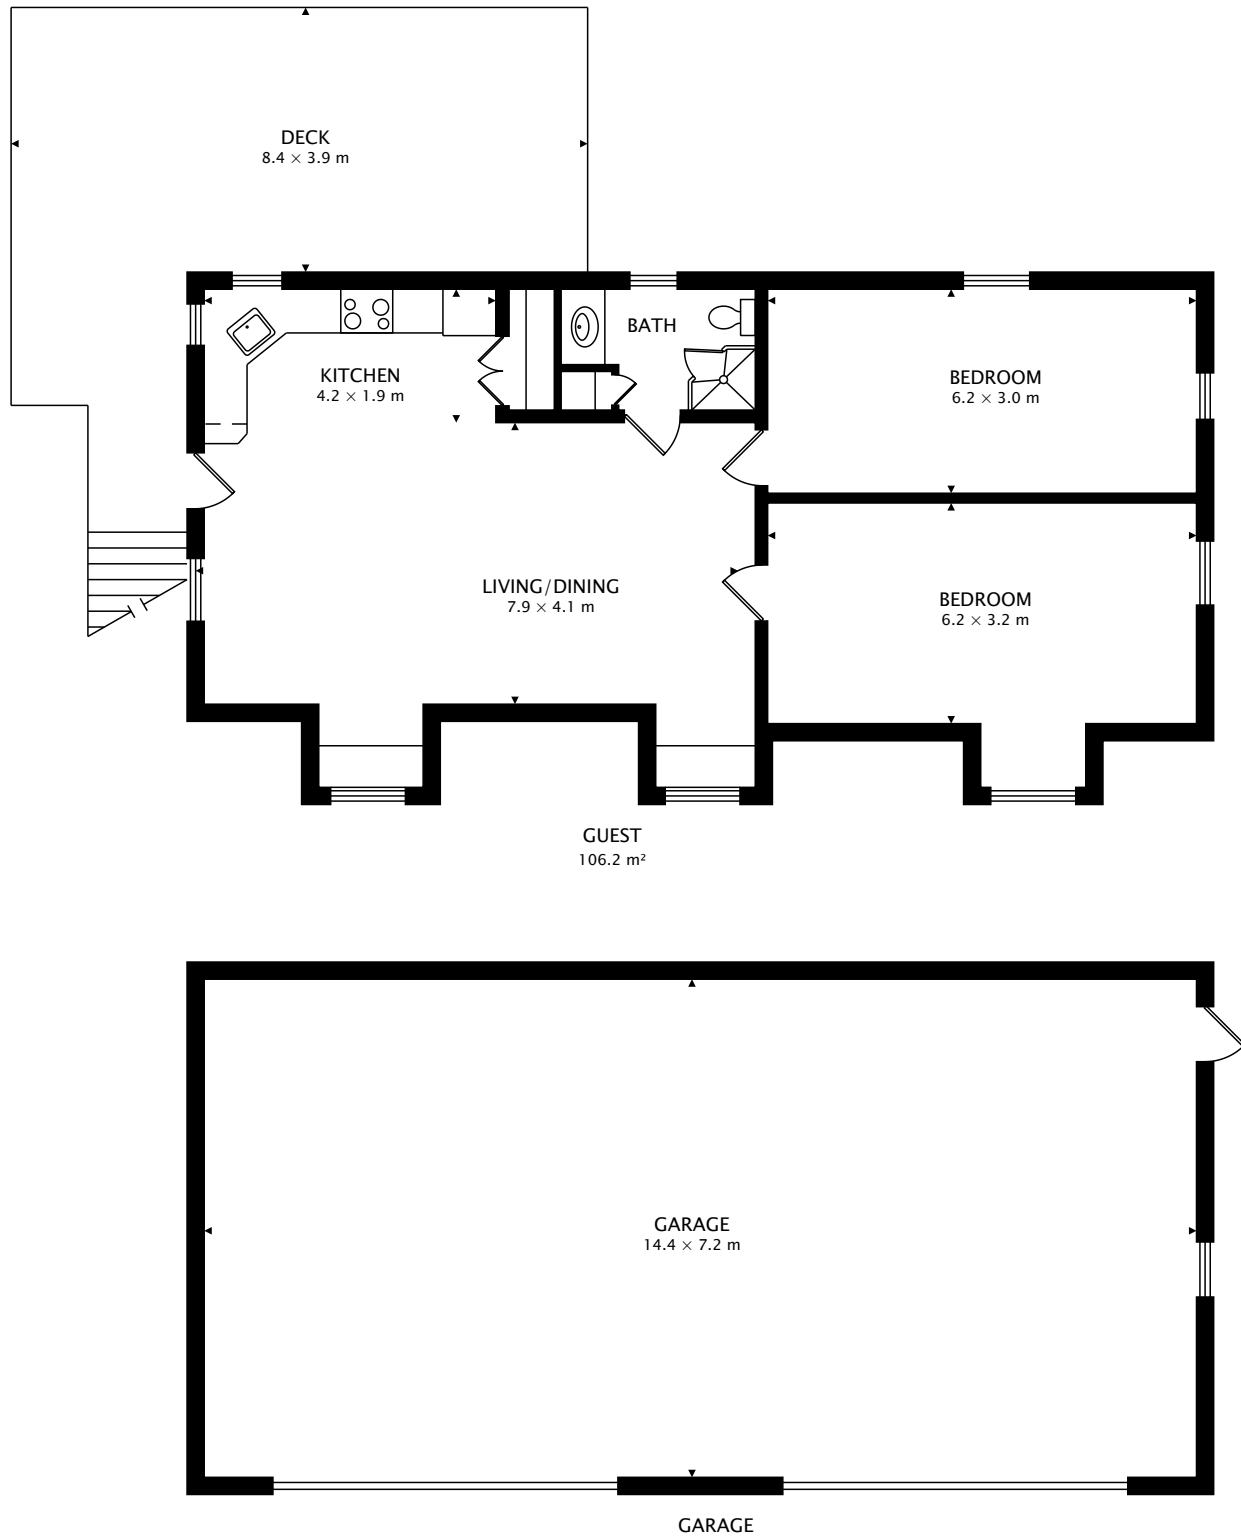 DECK
8.4 × 3.9 m
BATH
KITCHEN
4.2 × 1.9 m
BEDROOM
6.2 × 3.0 m
LIVING/DINING
7.9 × 4.1 m
BEDROOM
6.2 × 3.2 m
GUEST
106.2 m²
GARAGE
14.4 × 7.2 m
GARAGE